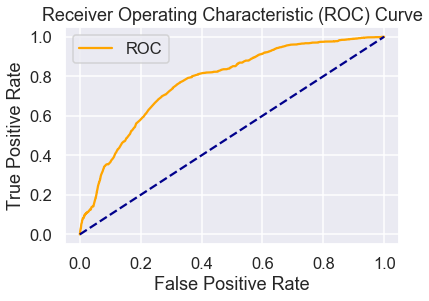 Receiver Operating Characteristic (ROC) Curve
ROC
True Positive Rate
1.0
0.8
0.6
0.4
0.2
0.0
0.0 0.2 0.4 0.6 0.8 1.0
False Positive Rate